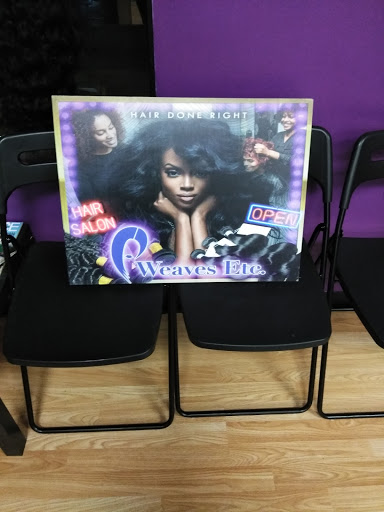 HAIR DONE RIGHT
HAIR
SALON
OPEN
Weaves Etc.